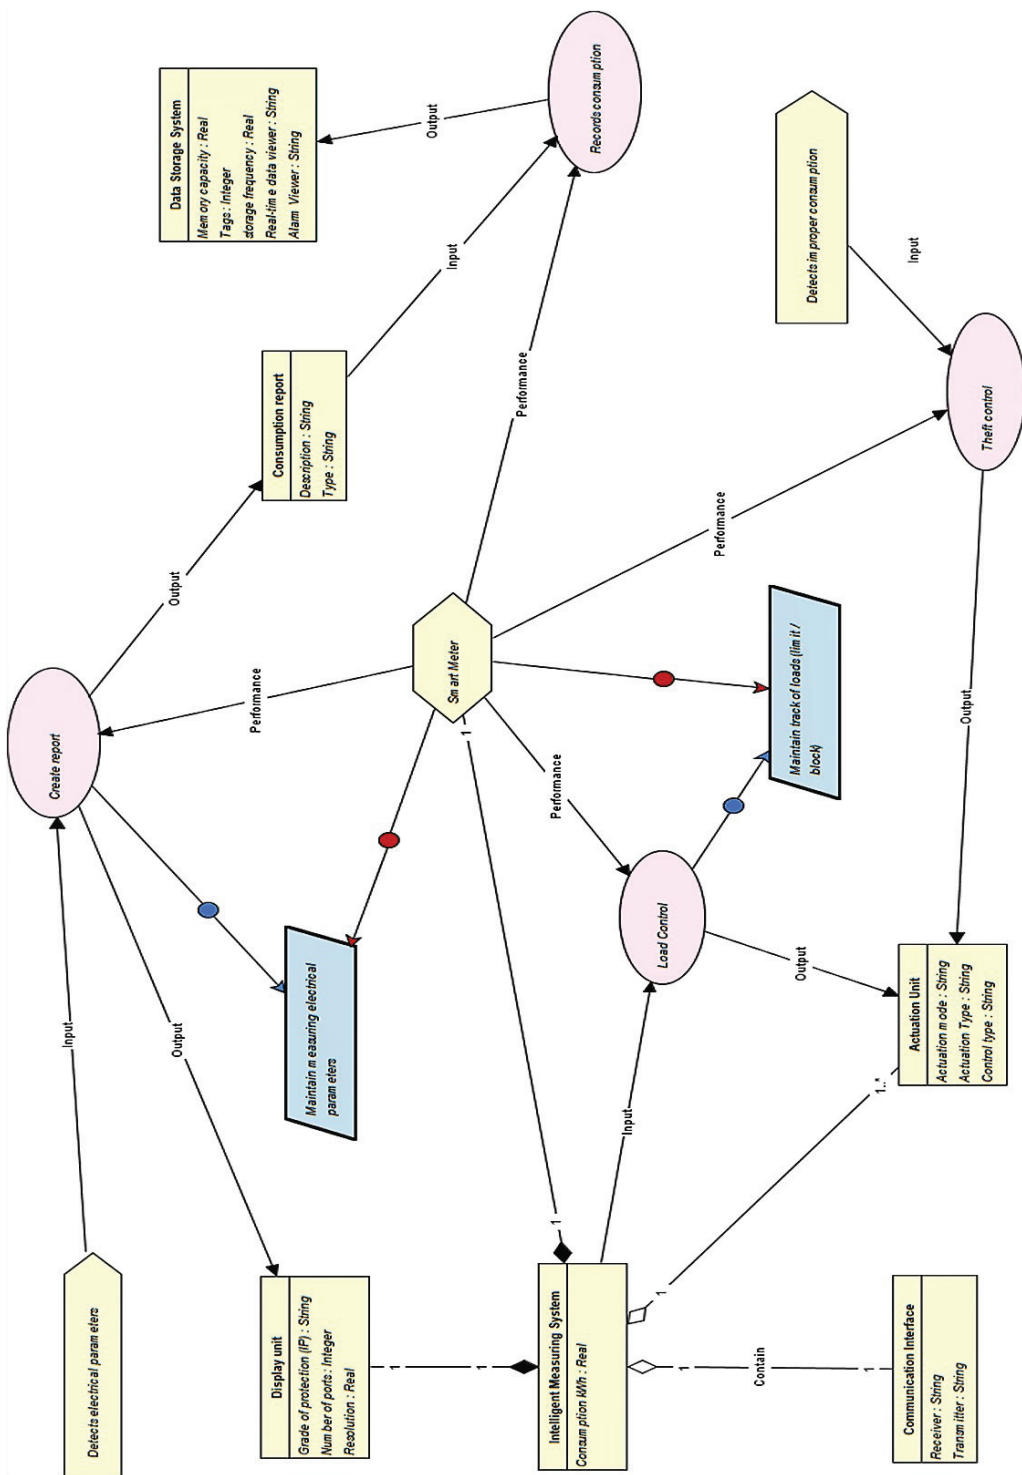 Detects electrical parameters
Input
Create report
Output
Display unit
Grade of protection (IP) : String
Number of ports : Integer
Resolution : Real
Maintain measuring electrical
parameters
Output
Consumption report
Description : String
Type : String
Input
Data Storage System
Memory capacity : Real
Tags : Integer
storage frequency : Real
Real-time data viewer : String
Alarm Viewer : String
Output
Records consumption
Performance
Performance
Smart Meter
1
1
1
1
Intelligent Measuring System
Consumption kWh : Real
Input
Load Control
Performance
Performance
Maintain track of loads (limit /
block)
Output
Detects improper consumption
Input
Theft control
Output
Actuation Unit
Actuation mode : String
Actuation Type : String
Control type : String
1..*
1
1
Contain
1
Communication Interface
Receiver : String
Transmitter : String